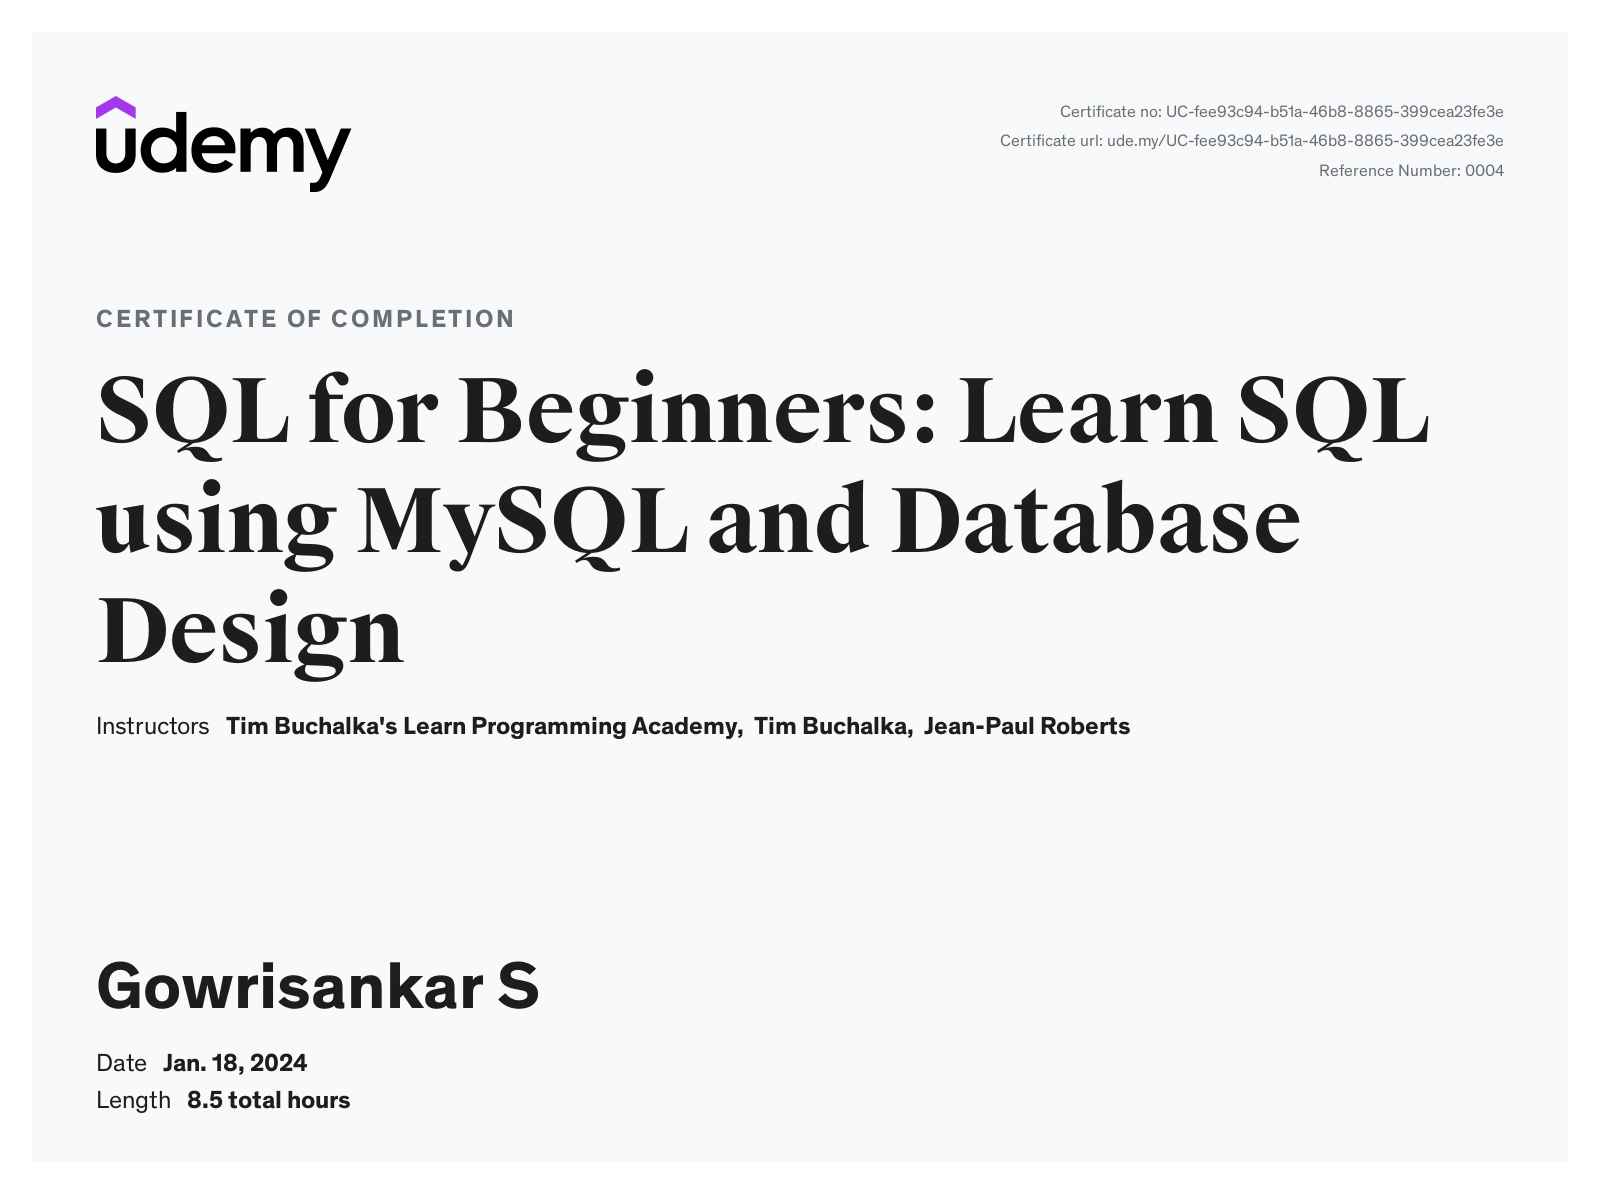 udemy
Certificate no: UC-fee93c94-b51a-46b8-8865-399cea23fe3e
Certificate url: ude.my/UC-fee93c94-b51a-46b8-8865-399cea23fe3e
Reference Number: 0004
CERTIFICATE OF COMPLETION
SQL for Beginners: Learn SQL
using MySQL and Database
Design
Instructors Tim Buchalka's Learn Programming Academy, Tim Buchalka, Jean-Paul Roberts
Gowrisankar S
Date Jan. 18, 2024
Length 8.5 total hours